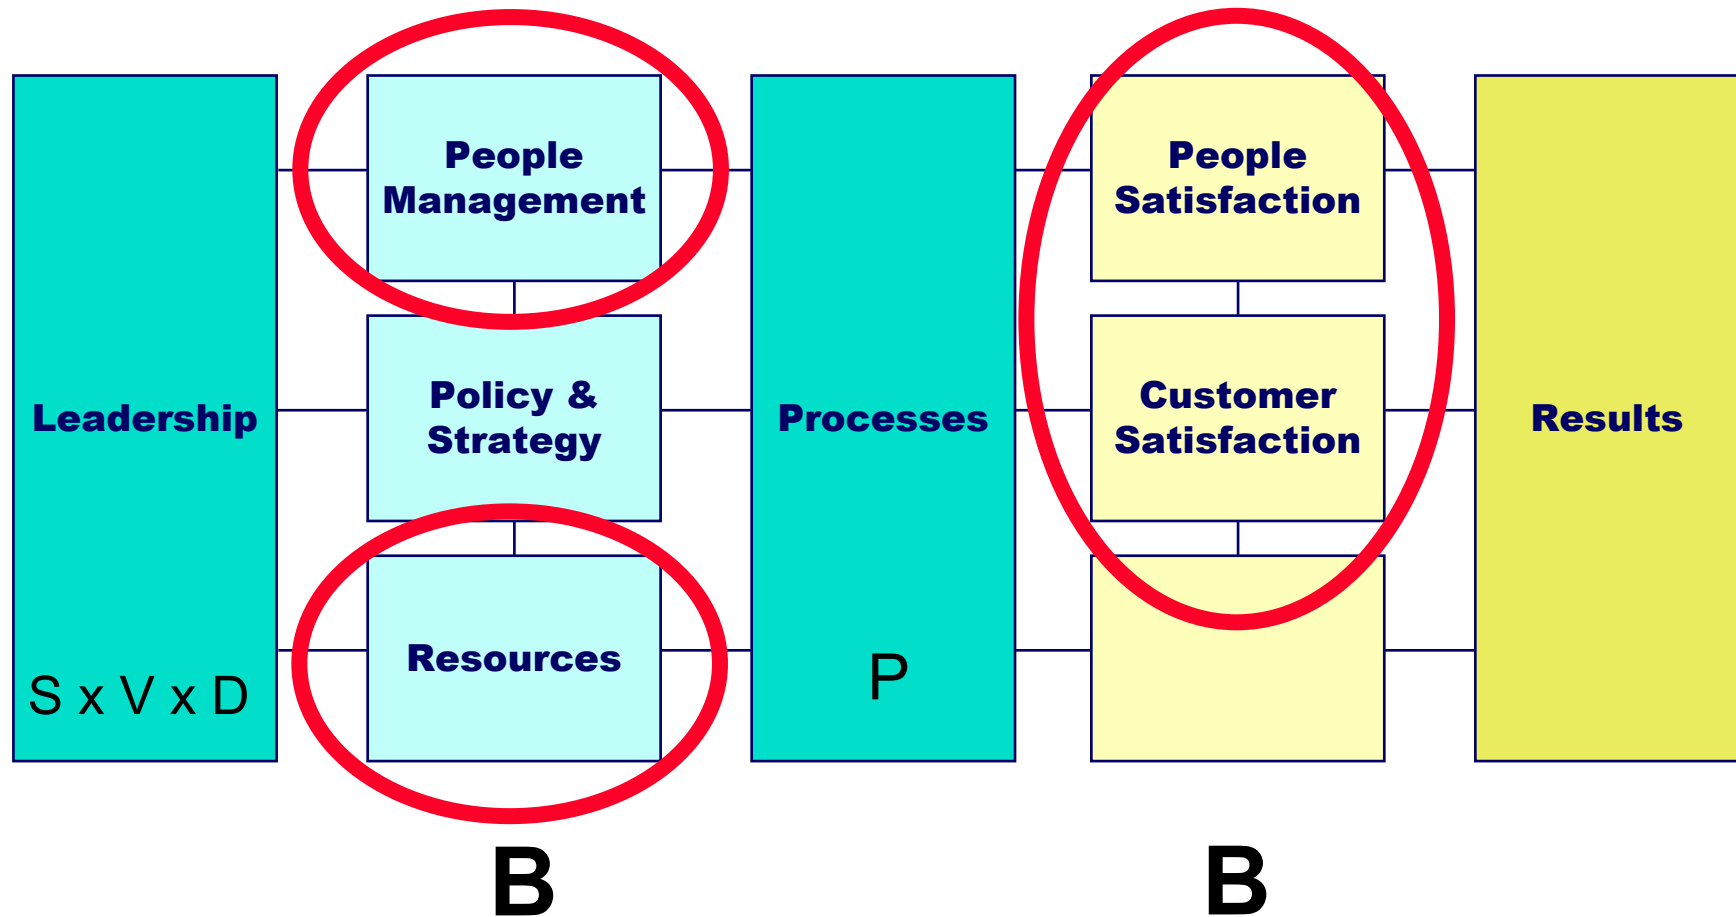 People
Management
People
Satisfaction
Leadership
Policy &
Strategy
Processes
Customer
Satisfaction
Results
Resources
S x V x D
P
B
B